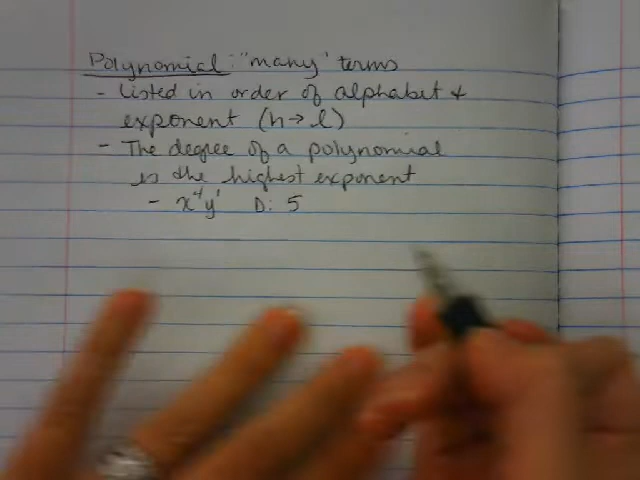 Polynomial: "many" terms
- Listed in order of alphabet +
exponent (h→l)
- The degree of a polynomial
is the highest exponent
- x⁴y¹ D: 5